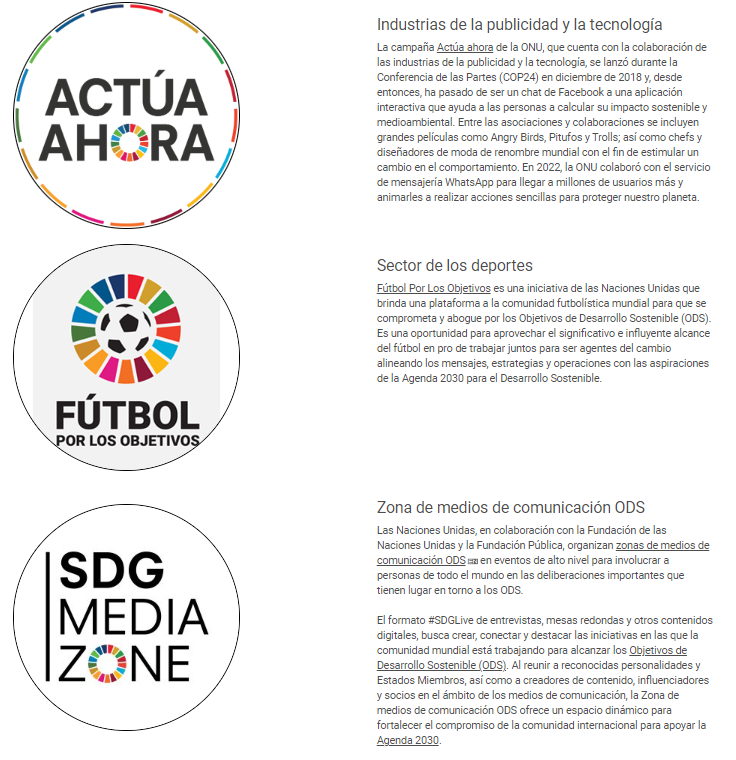 ACTÚA
AHORA
Industrias de la publicidad y la tecnología
La campaña Actúa ahora de la ONU, que cuenta con la colaboración de
las industrias de la publicidad y la tecnología, se lanzó durante la
Conferencia de las Partes (COP24) en diciembre de 2018 y, desde
entonces, ha pasado de ser un chat de Facebook a una aplicación
interactiva que ayuda a las personas a calcular su impacto sostenible y
medioambiental. Entre las asociaciones y colaboraciones se incluyen
grandes películas como Angry Birds, Pitufos y Trolls; así como chefs y
diseñadores de moda de renombre mundial con el fin de estimular un
cambio en el comportamiento. En 2022, la ONU colaboró con el servicio
de mensajería WhatsApp para llegar a millones de usuarios más y
animarles a realizar acciones sencillas para proteger nuestro planeta.
FÚTBOL
POR LOS OBJETIVOS
Sector de los deportes
Fútbol Por Los Objetivos es una iniciativa de las Naciones Unidas que
brinda una plataforma a la comunidad futbolística mundial para que se
comprometa y abogue por los Objetivos de Desarrollo Sostenible (ODS).
Es una oportunidad para aprovechar el significativo e influyente alcance
del fútbol en pro de trabajar juntos para ser agentes del cambio
alineando los mensajes, estrategias y operaciones con las aspiraciones
de la Agenda 2030 para el Desarrollo Sostenible.
SDG
MEDIA
ZONE
Zona de medios de comunicación ODS
Las Naciones Unidas, en colaboración con la Fundación de las
Naciones Unidas y la Fundación Pública, organizan zonas de medios de
comunicación ODS en eventos de alto nivel para involucrar a
personas de todo el mundo en las deliberaciones importantes que
tienen lugar en torno a los ODS.
El formato #SDGLive de entrevistas, mesas redondas y otros contenidos
digitales, busca crear, conectar y destacar las iniciativas en las que la
comunidad mundial está trabajando para alcanzar los Objetivos de
Desarrollo Sostenible (ODS). Al reunir a reconocidas personalidades y
Estados Miembros, así como a creadores de contenido, influenciadores
y socios en el ámbito de los medios de comunicación, la Zona de
medios de comunicación ODS ofrece un espacio dinámico para
fortalecer el compromiso de la comunidad internacional para apoyar la
Agenda 2030.